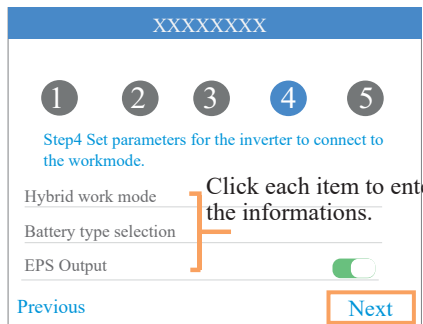 XXXXXXXX
1 2 3 4 5
Step4 Set parameters for the inverter to connect to
the workmode.
Hybrid work mode
Click each item to ente
the informations.
Battery type selection
EPS Output
Previous
Next